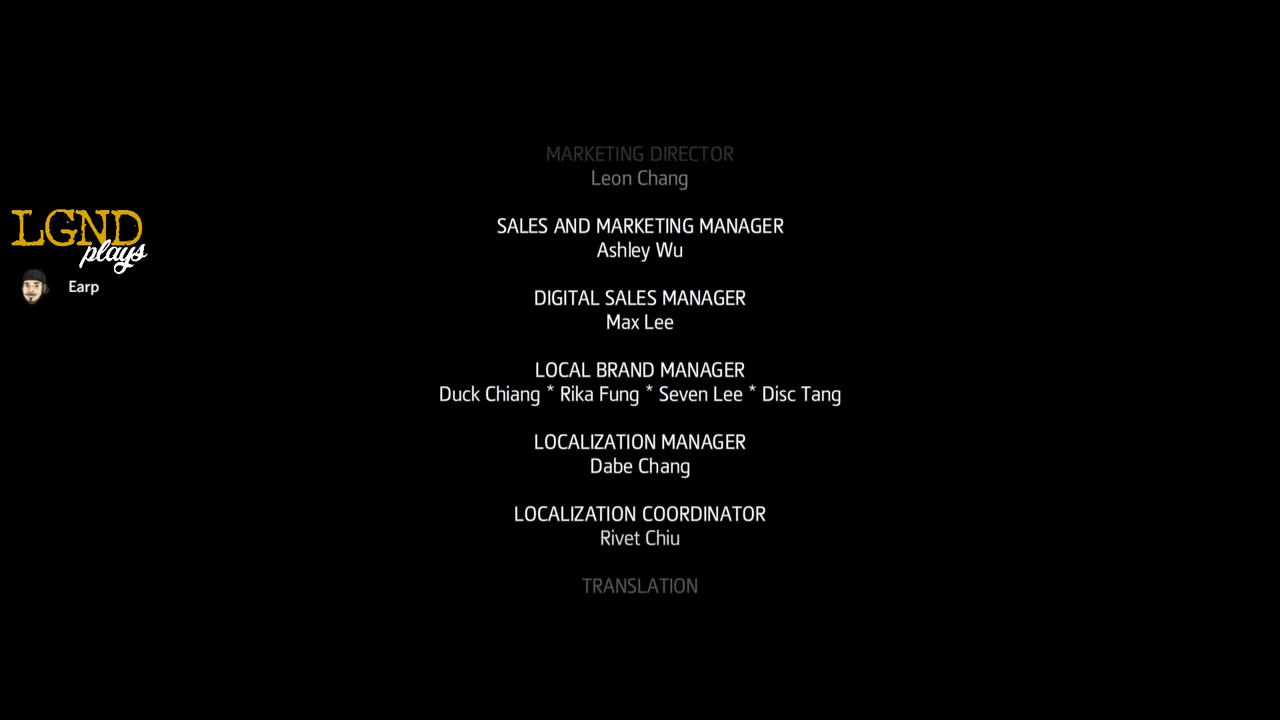 LGND
plays
Earp
MARKETING DIRECTOR
Leon Chang
SALES AND MARKETING MANAGER
Ashley Wu
DIGITAL SALES MANAGER
Max Lee
LOCAL BRAND MANAGER
Duck Chiang * Rika Fung * Seven Lee * Disc Tang
LOCALIZATION MANAGER
Dabe Chang
LOCALIZATION COORDINATOR
Rivet Chiu
TRANSLATION